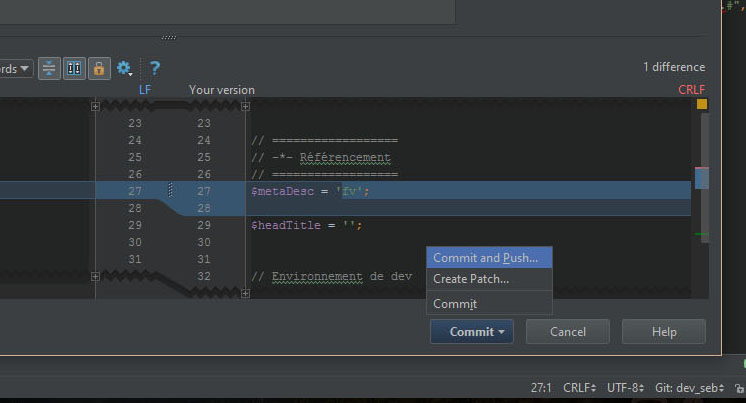 #",
rds
?
1 difference
LF
Your version
CRLF
23 23
24 24 // ==================
25 25 // -*- Référencement
26 26 // ==================
27 27 $metaDesc = 'fv';
28 28
29 29 $headTitle = '';
30 30
31 31
32 // Environnement de dev
Commit and Push...
Create Patch...
Commit
Commit
Cancel
Help
27:1 CRLF UTF-8 Git: dev_seb